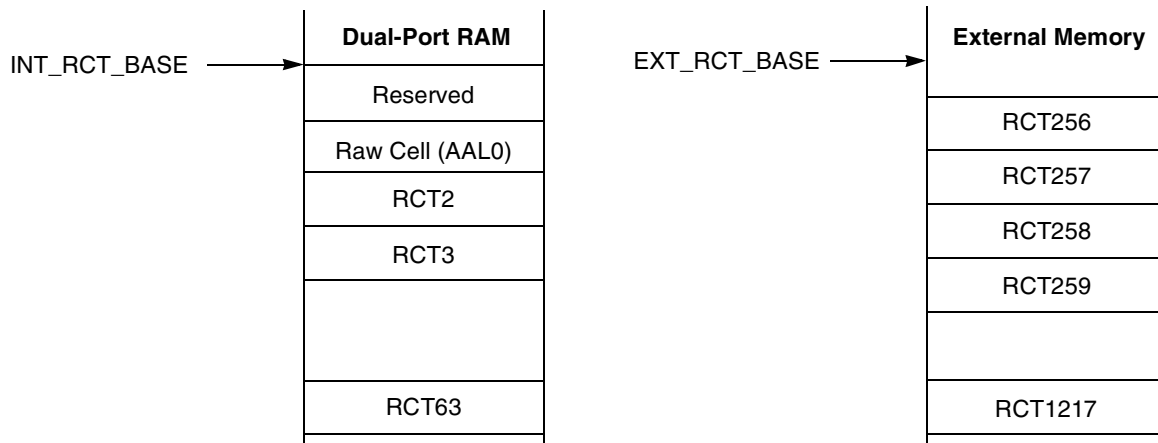 Dual-Port RAM
INT_RCT_BASE
Reserved
Raw Cell (AAL0)
RCT2
RCT3
RCT63
External Memory
EXT_RCT_BASE
RCT256
RCT257
RCT258
RCT259
RCT1217